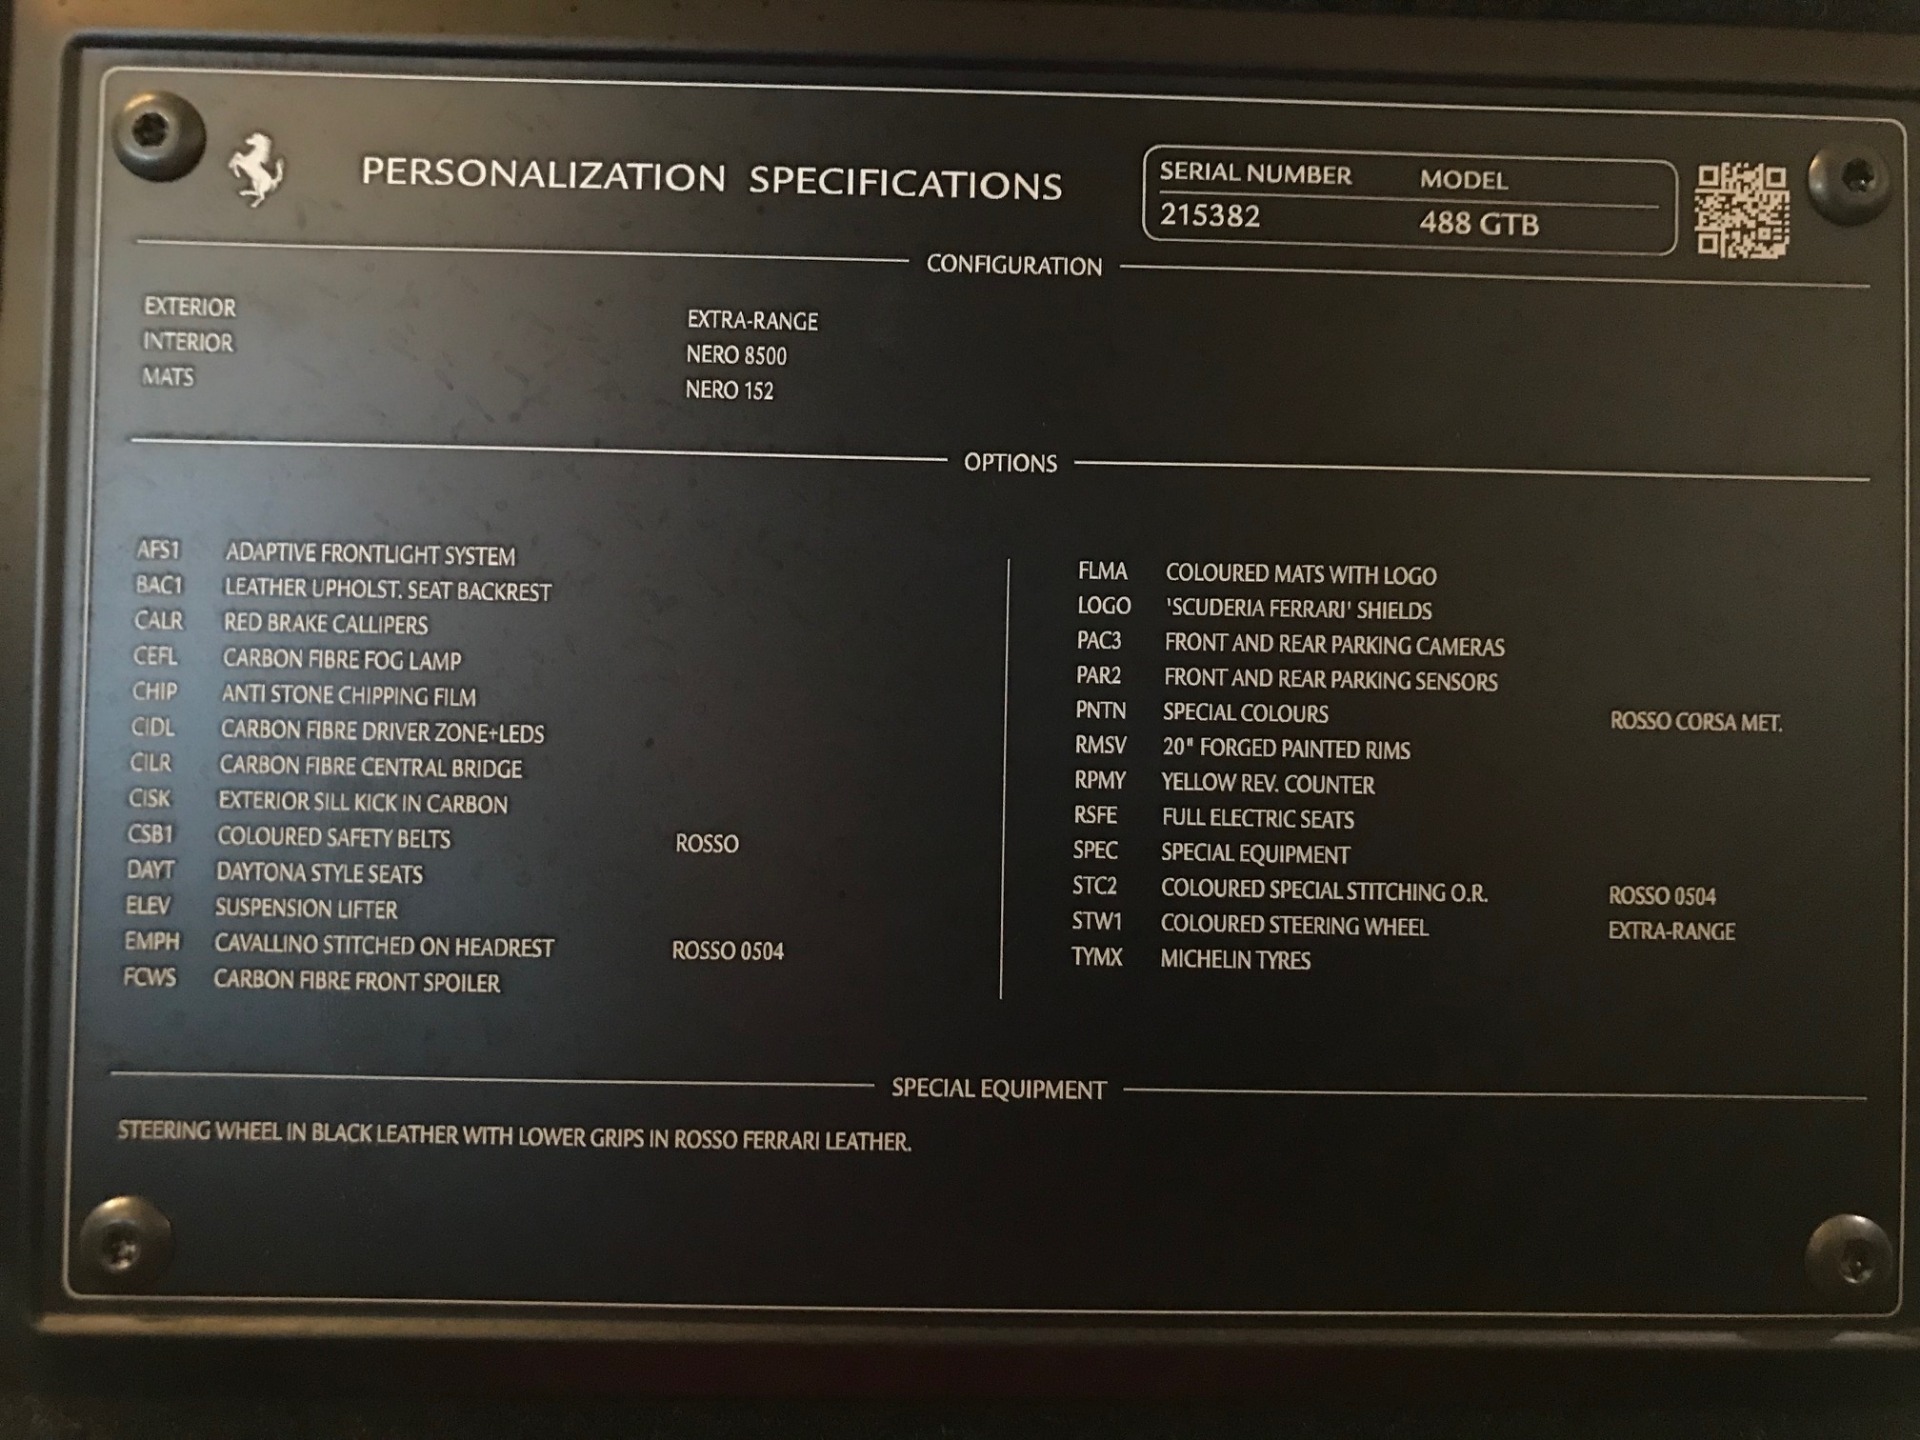 PERSONALIZATION SPECIFICATIONS
SERIAL NUMBER MODEL
215382 488 GTB
CONFIGURATION
EXTERIOR EXTRA-RANGE
INTERIOR NERO 8500
MATS NERO 152
OPTIONS
AFS1 ADAPTIVE FRONTLIGHT SYSTEM
BAC1 LEATHER UPHOLST. SEAT BACKREST
CALR RED BRAKE CALLIPERS
CEFL CARBON FIBRE FOG LAMP
CHIP ANTI STONE CHIPPING FILM
CIDL CARBON FIBRE DRIVER ZONE+LEDS
CILR CARBON FIBRE CENTRAL BRIDGE
CISK EXTERIOR SILL KICK IN CARBON
CSB1 COLOURED SAFETY BELTS ROSSO
DAYT DAYTONA STYLE SEATS
ELEV SUSPENSION LIFTER
EMPH CAVALLINO STITCHED ON HEADREST ROSSO 0504
FCWS CARBON FIBRE FRONT SPOILER
FLMA COLOURED MATS WITH LOGO
LOGO 'SCUDERIA FERRARI' SHIELDS
PAC3 FRONT AND REAR PARKING CAMERAS
PAR2 FRONT AND REAR PARKING SENSORS
PNTN SPECIAL COLOURS ROSSO CORSA MET.
RMSV 20" FORGED PAINTED RIMS
RPMY YELLOW REV. COUNTER
RSFE FULL ELECTRIC SEATS
SPEC SPECIAL EQUIPMENT
STC2 COLOURED SPECIAL STITCHING O.R. ROSSO 0504
STW1 COLOURED STEERING WHEEL EXTRA-RANGE
TYMX MICHELIN TYRES
SPECIAL EQUIPMENT
STEERING WHEEL IN BLACK LEATHER WITH LOWER GRIPS IN ROSSO FERRARI LEATHER.